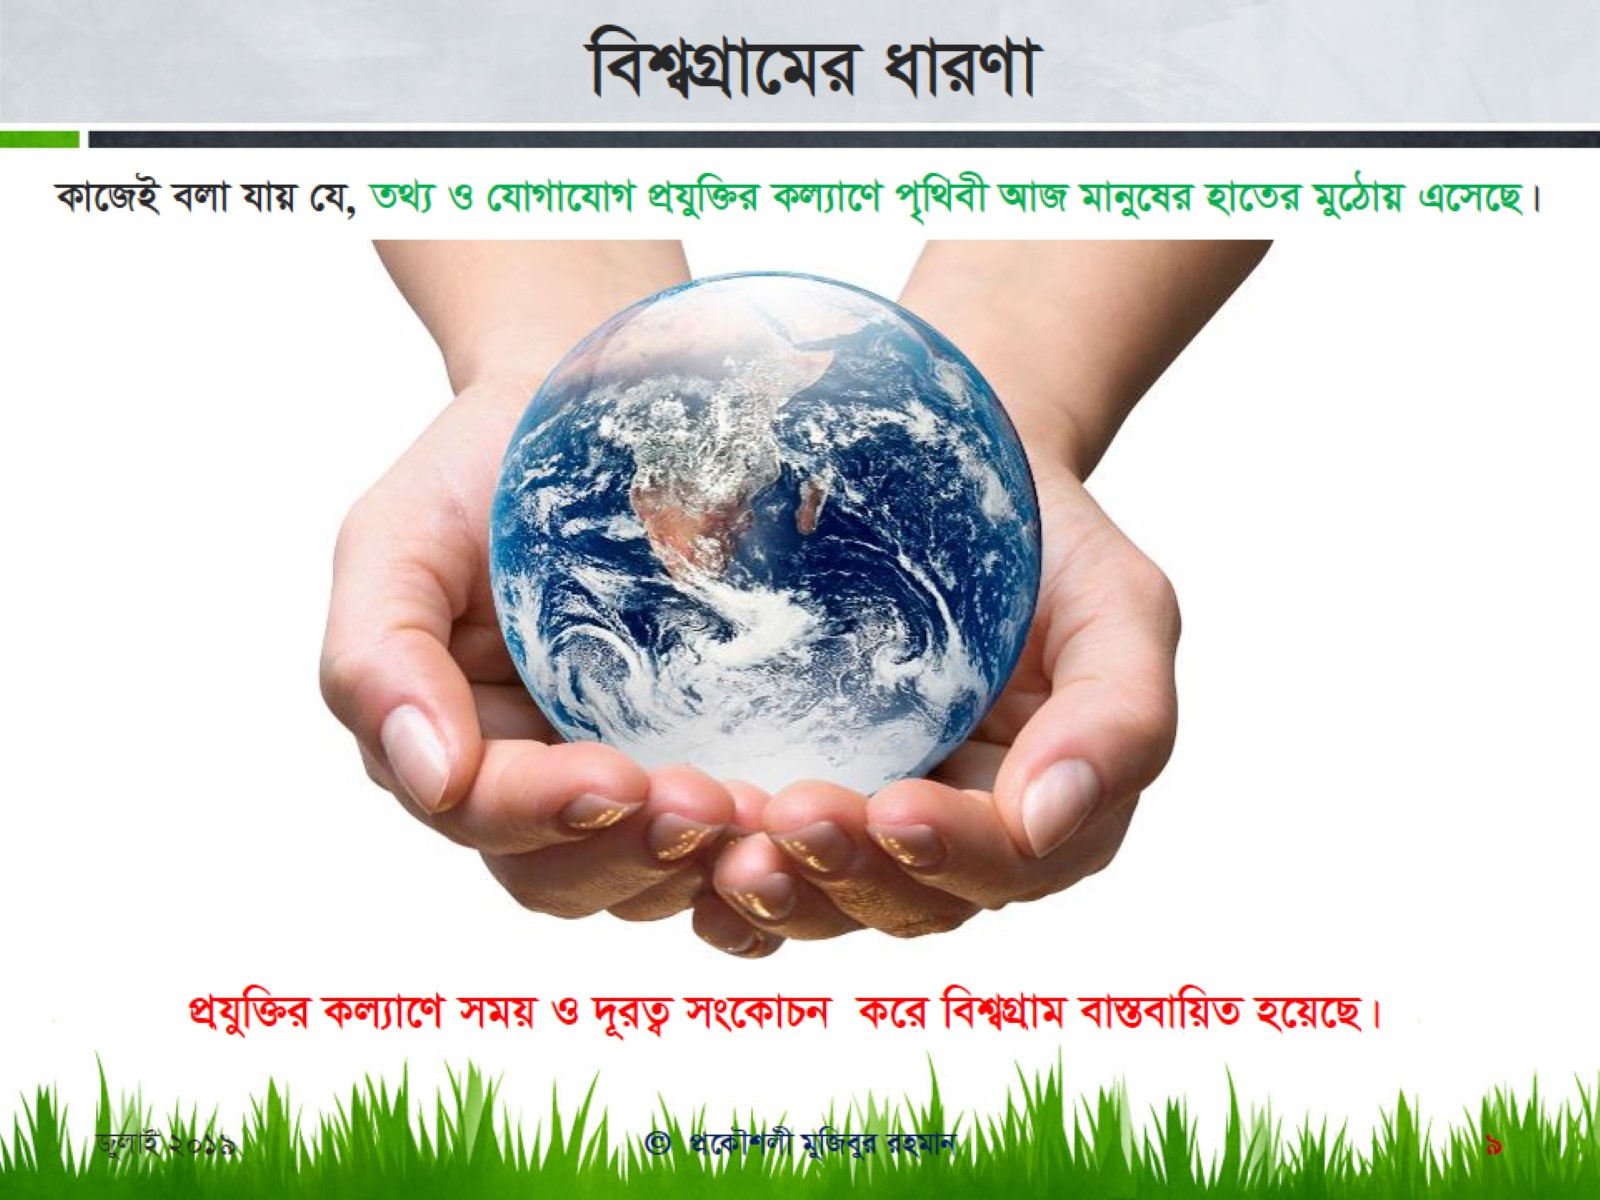 বিশ্বগ্রামের ধারণা
কাজেই বলা যায় যে, তথ্য ও যোগাযোগ প্রযুক্তির কল্যাণে পৃথিবী আজ মানুষের হাতের মুঠোয় এসেছে।
প্রযুক্তির কল্যাণে সময় ও দূরত্ব সংকোচন করে বিশ্বগ্রাম বাস্তবায়িত হয়েছে।
জুলাই ২০১৯
© প্রকৌশলী মুজিবুর রহমান
৯